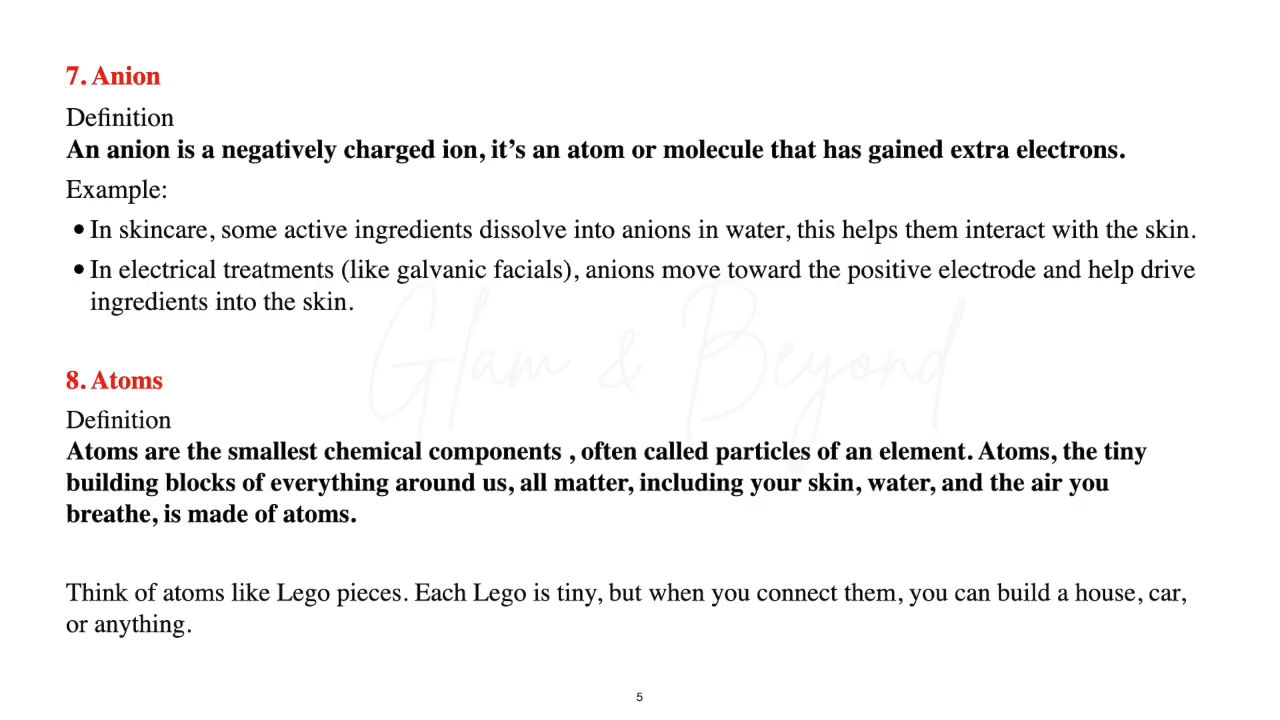 7. Anion
Definition
An anion is a negatively charged ion, it’s an atom or molecule that has gained extra electrons.
Example:
• In skincare, some active ingredients dissolve into anions in water, this helps them interact with the skin.
• In electrical treatments (like galvanic facials), anions move toward the positive electrode and help drive
ingredients into the skin.
Glam & Beyond
8. Atoms
Definition
Atoms are the smallest chemical components , often called particles of an element. Atoms, the tiny
building blocks of everything around us, all matter, including your skin, water, and the air you
breathe, is made of atoms.
Think of atoms like Lego pieces. Each Lego is tiny, but when you connect them, you can build a house, car,
or anything.
5